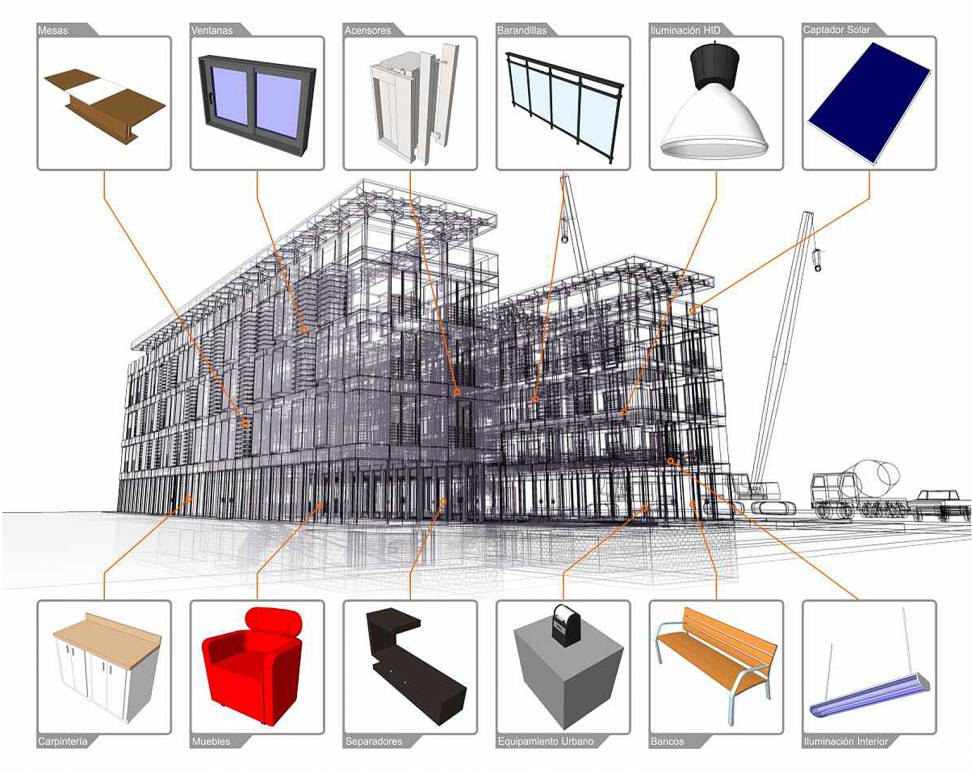 Mesas
Ventanas
Acensores
Barandillas
Iluminación HID
Captador Solar
Carpintería
Muebles
Separadores
Equipamiento Urbano
Bancos
Iluminación Interior